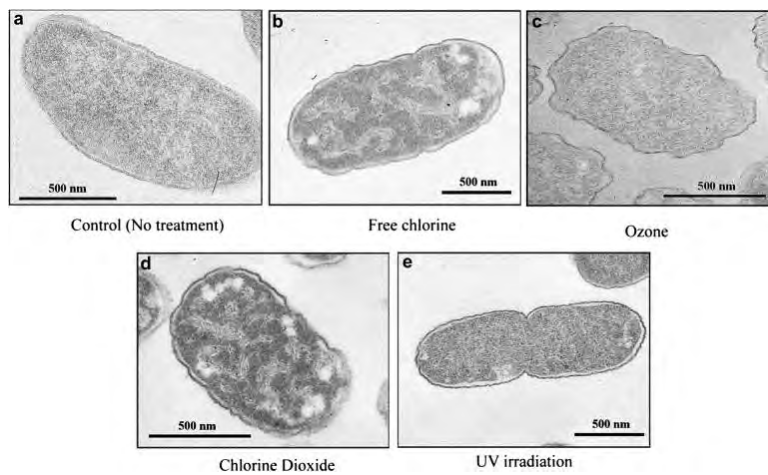 a
500 nm
Control (No treatment)
b
500 nm
Free chlorine
c
500 nm
Ozone
d
500 nm
Chlorine Dioxide
e
500 nm
UV irradiation